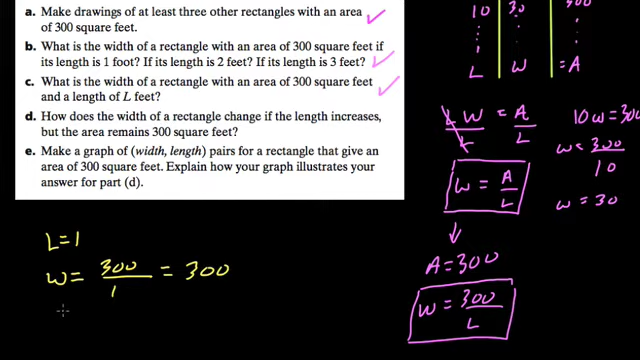 a. Make drawings of at least three other rectangles with an area
of 300 square feet.
b. What is the width of a rectangle with an area of 300 square feet if
its length is 1 foot? If its length is 2 feet? If its length is 3 feet?
c. What is the width of a rectangle with an area of 300 square feet
and a length of L feet?
d. How does the width of a rectangle change if the length increases,
but the area remains 300 square feet?
e. Make a graph of (width, length) pairs for a rectangle that give an
area of 300 square feet. Explain how your graph illustrates your
answer for part (d).
L=1
W= 300/1 = 300
10 30 300
L W =A
LW/L = A/L
W = A/L
A=300
W = 300/L
10W=300
W= 300/10
W=30